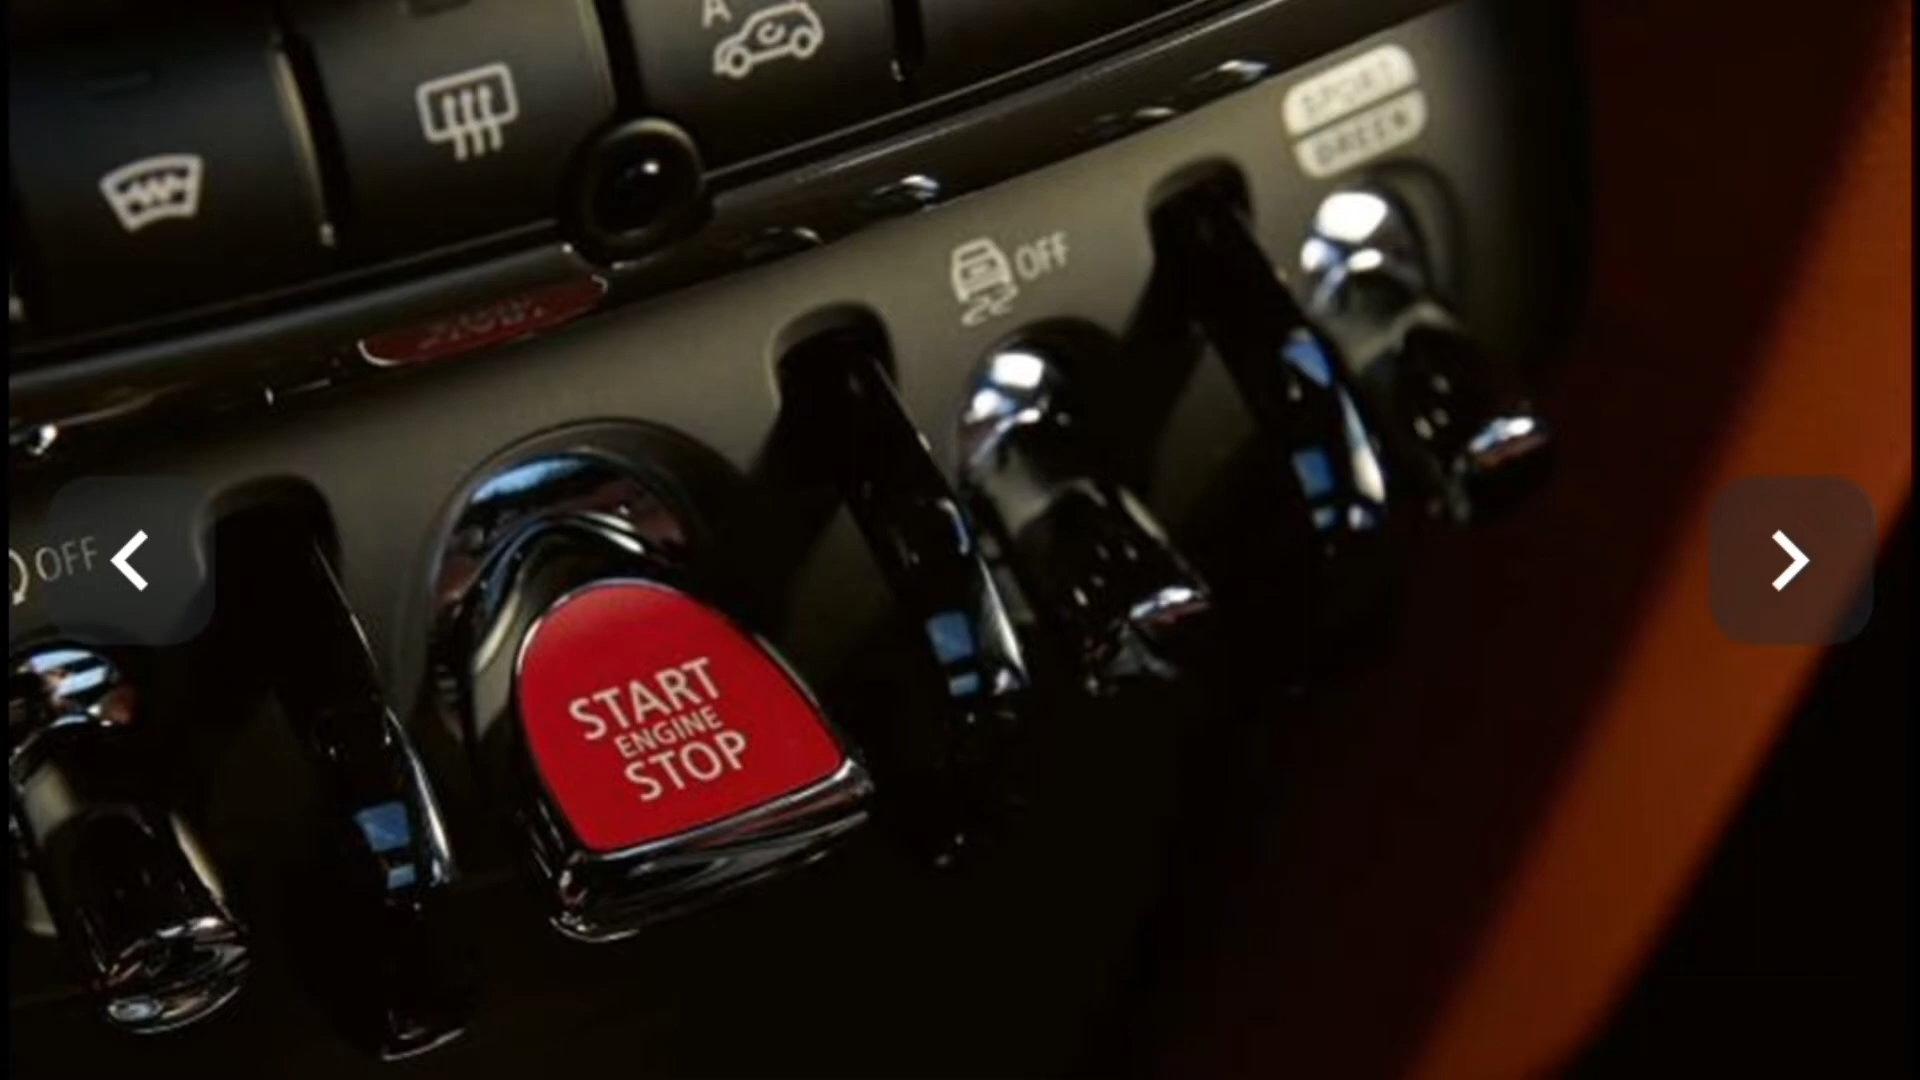 A
SPORT
GREEN
OFF
OFF
START
ENGINE
STOP